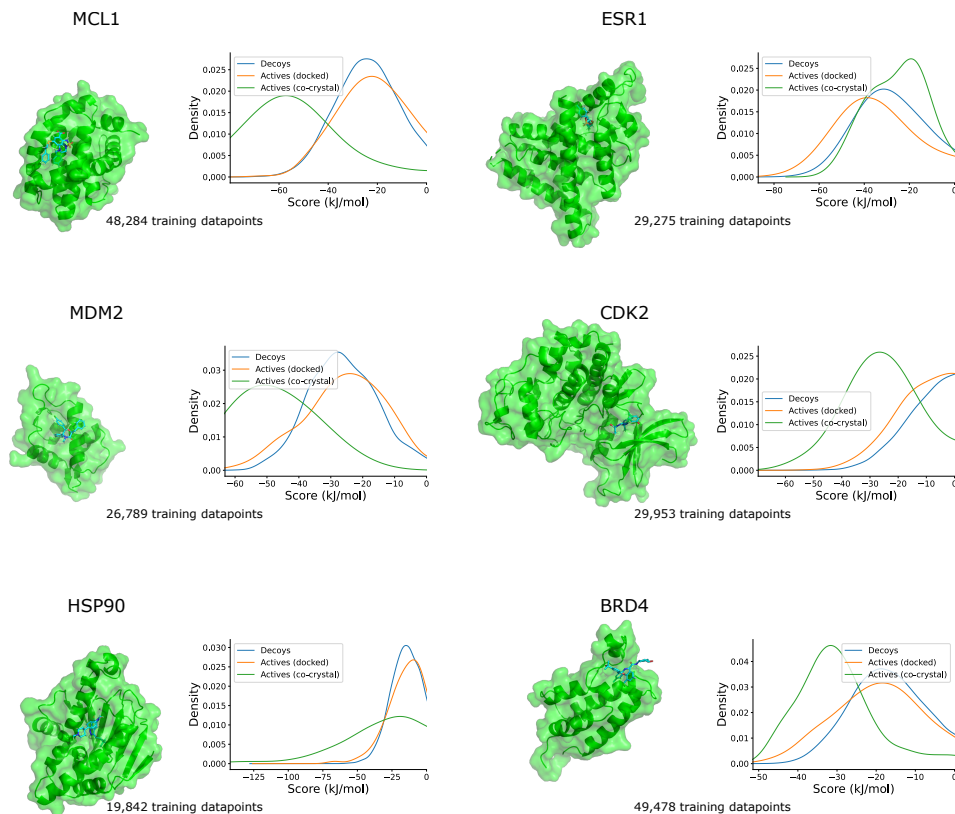 MCL1
Decoys
Actives (docked)
Actives (co-crystal)
0.025
0.020
0.015
0.010
0.005
0.000
Density
−60
−40
−20
0
Score (kJ/mol)
48,284 training datapoints
ESR1
Decoys
Actives (docked)
Actives (co-crystal)
0.025
0.020
0.015
0.010
0.005
0.000
Density
−80
−60
−40
−20
0
Score (kJ/mol)
29,275 training datapoints
MDM2
Decoys
Actives (docked)
Actives (co-crystal)
0.03
0.02
0.01
0.00
Density
−60
−50
−40
−30
−20
−10
0
Score (kJ/mol)
26,789 training datapoints
CDK2
Decoys
Actives (docked)
Actives (co-crystal)
0.025
0.020
0.015
0.010
0.005
0.000
Density
−70
−60
−50
−40
−30
−20
−10
0
Score (kJ/mol)
29,953 training datapoints
HSP90
Decoys
Actives (docked)
Actives (co-crystal)
0.030
0.025
0.020
0.015
0.010
0.005
0.000
Density
−125
−100
−75
−50
−25
0
Score (kJ/mol)
19,842 training datapoints
BRD4
Decoys
Actives (docked)
Actives (co-crystal)
0.04
0.03
0.02
0.01
0.00
Density
−50
−40
−30
−20
−10
0
Score (kJ/mol)
49,478 training datapoints